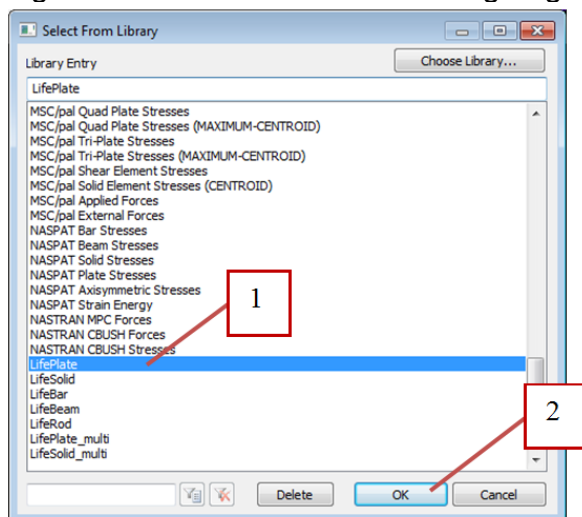 Select From Library
Library Entry
Choose Library...
LifePlate
MSC/pal Quad Plate Stresses
MSC/pal Quad Plate Stresses (MAXIMUM-CENTROID)
MSC/pal Tri-Plate Stresses
MSC/pal Tri-Plate Stresses (MAXIMUM-CENTROID)
MSC/pal Shear Element Stresses
MSC/pal Solid Element Stresses (CENTROID)
MSC/pal Applied Forces
MSC/pal External Forces
NASPAT Bar Stresses
NASPAT Beam Stresses
NASPAT Solid Stresses
NASPAT Plate Stresses
NASPAT Axisymmetric Stresses
NASPAT Strain Energy
1
NASTRAN MPC Forces
NASTRAN CBUSH Forces
NASTRAN CBUSH Stresses
LifePlate
LifeSolid
LifeBar
LifeBeam
LifeRod
2
LifePlate_multi
LifeSolid_multi
Delete
OK
Cancel